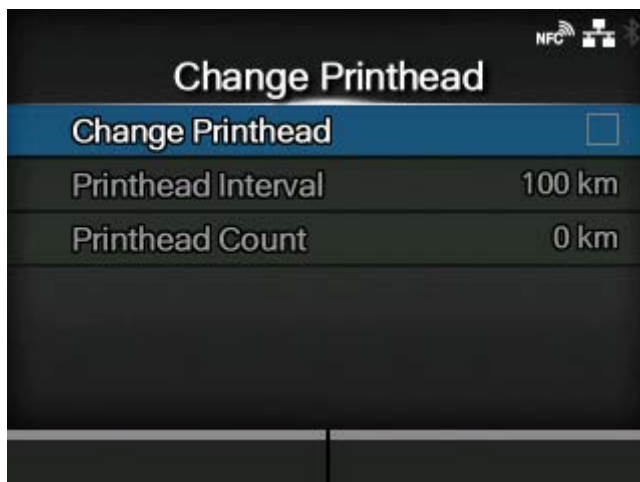 NFC
Change Printhead
Change Printhead
Printhead Interval 100 km
Printhead Count 0 km